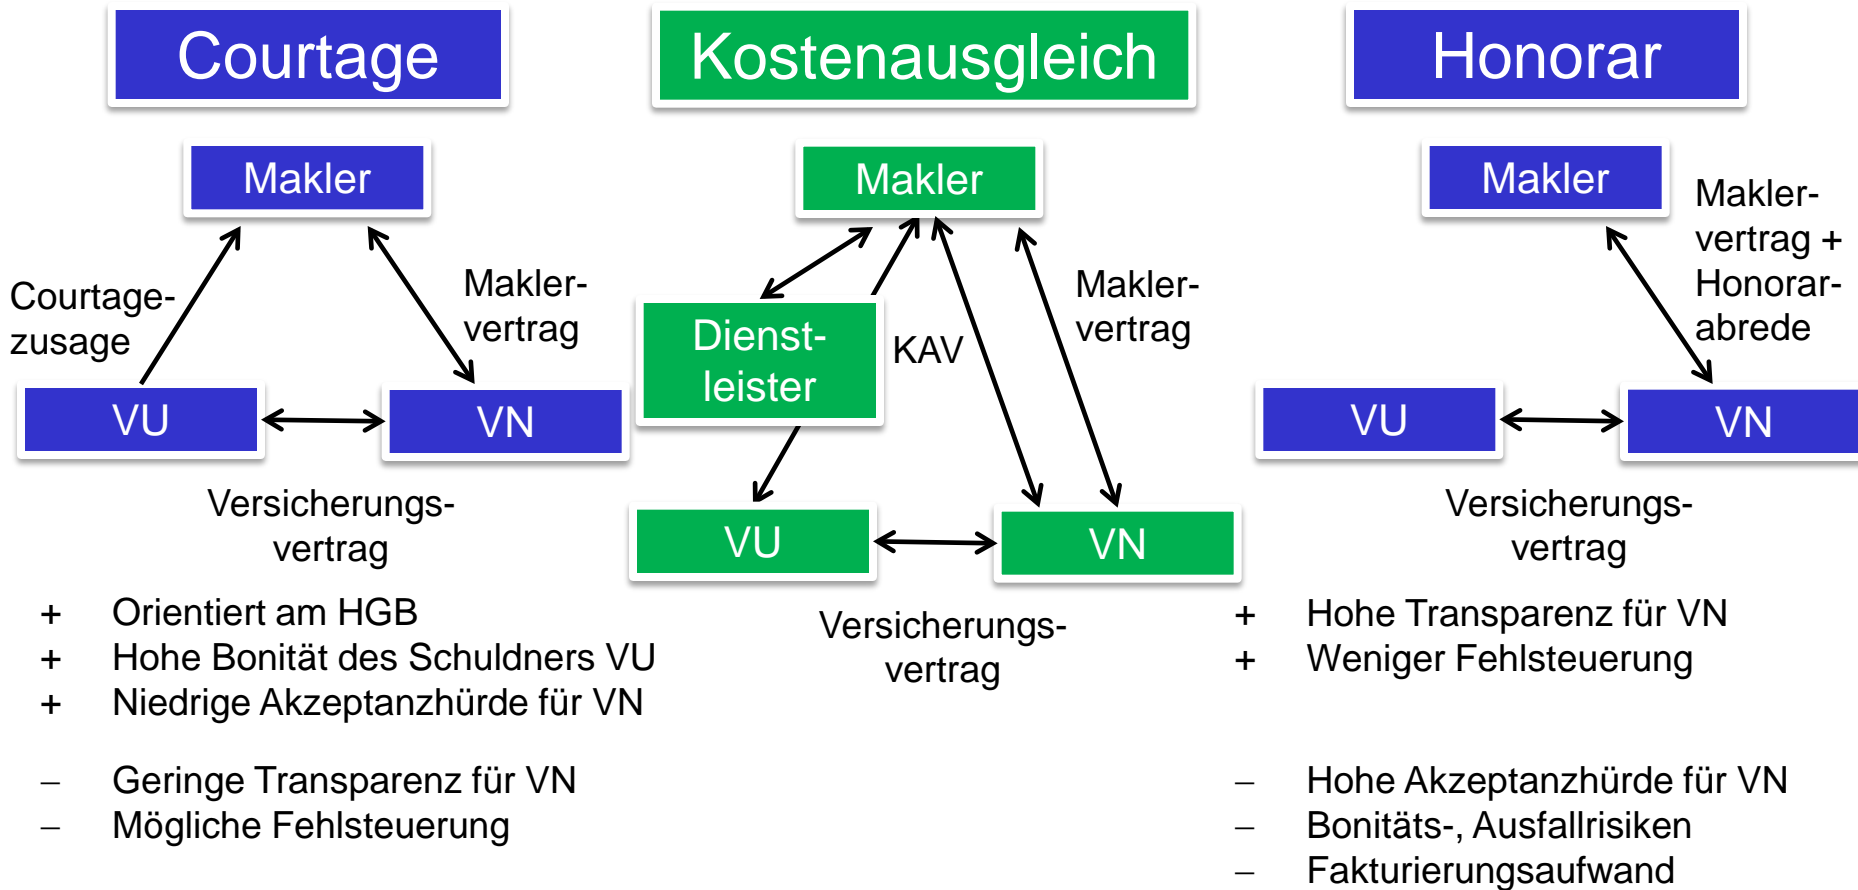 Courtage
Makler
Courtage-
zusage
Makler-
vertrag
VU
VN
Versicherungs-
vertrag
+ Orientiert am HGB
+ Hohe Bonität des Schuldners VU
+ Niedrige Akzeptanzhürde für VN
– Geringe Transparenz für VN
– Mögliche Fehlsteuerung
Kostenausgleich
Makler
Dienst-
leister
KAV
Makler-
vertrag
VU
VN
Versicherungs-
vertrag
Honorar
Makler
Makler-
vertrag +
Honorar-
abrede
VU
VN
Versicherungs-
vertrag
+ Hohe Transparenz für VN
+ Weniger Fehlsteuerung
– Hohe Akzeptanzhürde für VN
– Bonitäts-, Ausfallrisiken
– Fakturierungsaufwand